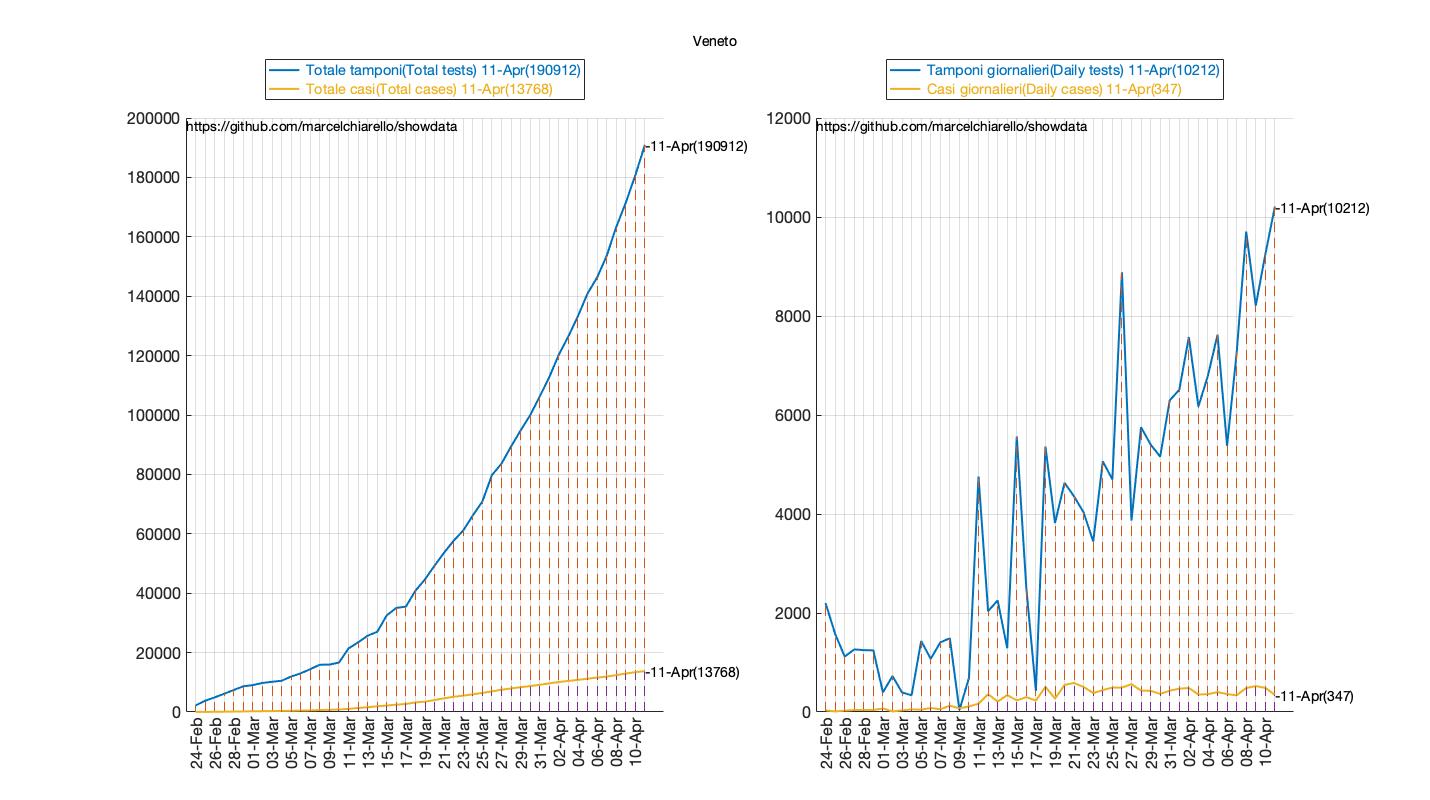 Veneto
Totale tamponi(Total tests) 11-Apr(190912)
Totale casi(Total cases) 11-Apr(13768)
https://github.com/marcelchiarello/showdata
200000
180000
160000
140000
120000
100000
80000
60000
40000
20000
0
-11-Apr(190912)
-11-Apr(13768)
24-Feb
26-Feb
28-Feb
01-Mar
03-Mar
05-Mar
07-Mar
09-Mar
11-Mar
13-Mar
15-Mar
17-Mar
19-Mar
21-Mar
23-Mar
25-Mar
27-Mar
29-Mar
31-Mar
02-Apr
04-Apr
06-Apr
08-Apr
10-Apr
Tamponi giornalieri(Daily tests) 11-Apr(10212)
Casi giornalieri(Daily cases) 11-Apr(347)
https://github.com/marcelchiarello/showdata
12000
10000
8000
6000
4000
2000
0
-11-Apr(10212)
-11-Apr(347)
24-Feb
26-Feb
28-Feb
01-Mar
03-Mar
05-Mar
07-Mar
09-Mar
11-Mar
13-Mar
15-Mar
17-Mar
19-Mar
21-Mar
23-Mar
25-Mar
27-Mar
29-Mar
31-Mar
02-Apr
04-Apr
06-Apr
08-Apr
10-Apr